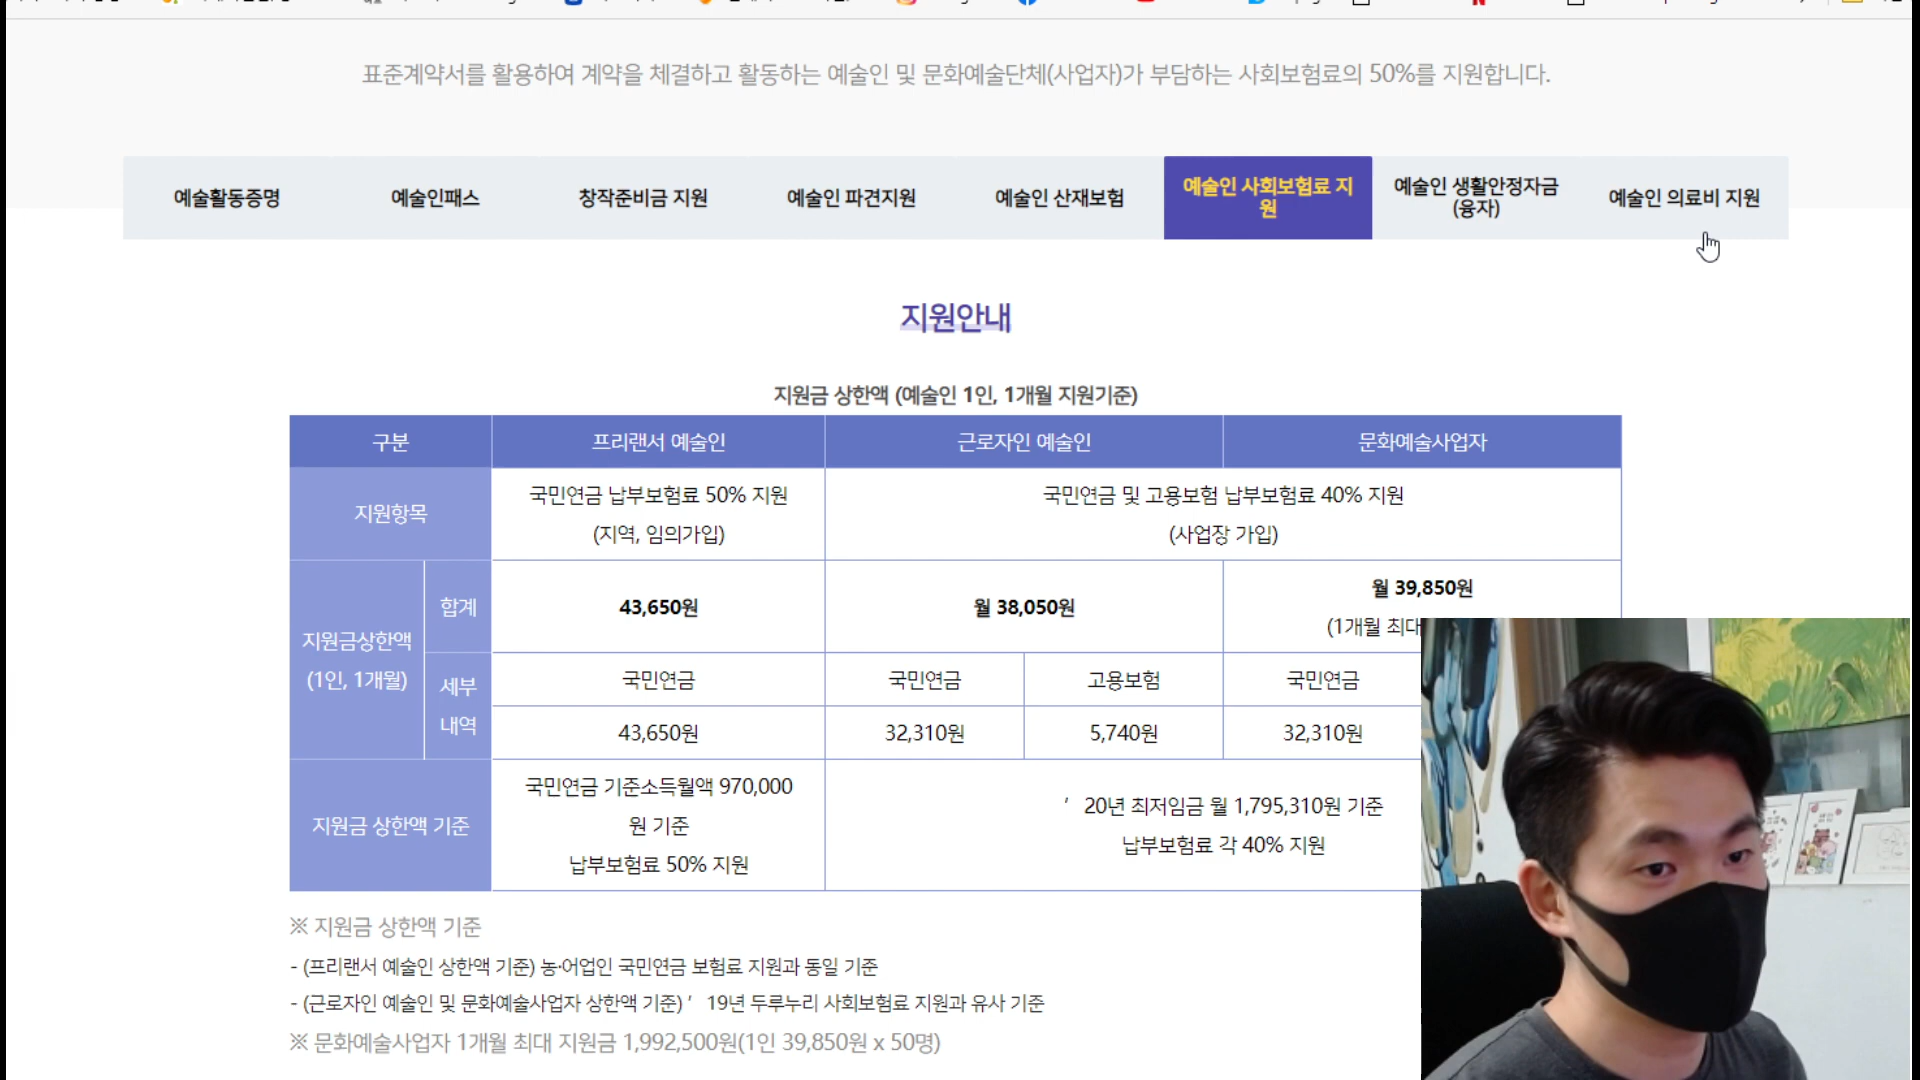 표준계약서를 활용하여 계약을 체결하고 활동하는 예술인 및 문화예술단체(사업자)가 부담하는 사회보험료의 50%를 지원합니다.
예술활동증명
예술인패스
창작준비금 지원
예술인 파견지원
예술인 산재보험
예술인 사회보험료 지
원
예술인 생활안정자금
(융자)
예술인 의료비 지원
지원안내
지원금 상한액 (예술인 1인, 1개월 지원기준)
구분
프리랜서 예술인
근로자인 예술인
문화예술사업자
지원항목
국민연금 납부보험료 50% 지원
(지역, 임의가입)
국민연금 및 고용보험 납부보험료 40% 지원
(사업장 가입)
지원금상한액
(1인, 1개월)
합계
43,650원
월 38,050원
월 39,850원
(1개월 최대
세부
내역
국민연금
국민연금
고용보험
국민연금
43,650원
32,310원
5,740원
32,310원
지원금 상한액 기준
국민연금 기준소득월액 970,000
원 기준
납부보험료 50% 지원
’ 20년 최저임금 월 1,795,310원 기준
납부보험료 각 40% 지원
※ 지원금 상한액 기준
- (프리랜서 예술인 상한액 기준) 농·어업인 국민연금 보험료 지원과 동일 기준
- (근로자인 예술인 및 문화예술사업자 상한액 기준) ’ 19년 두루누리 사회보험료 지원과 유사 기준
※ 문화예술사업자 1개월 최대 지원금 1,992,500원(1인 39,850원 x 50명)